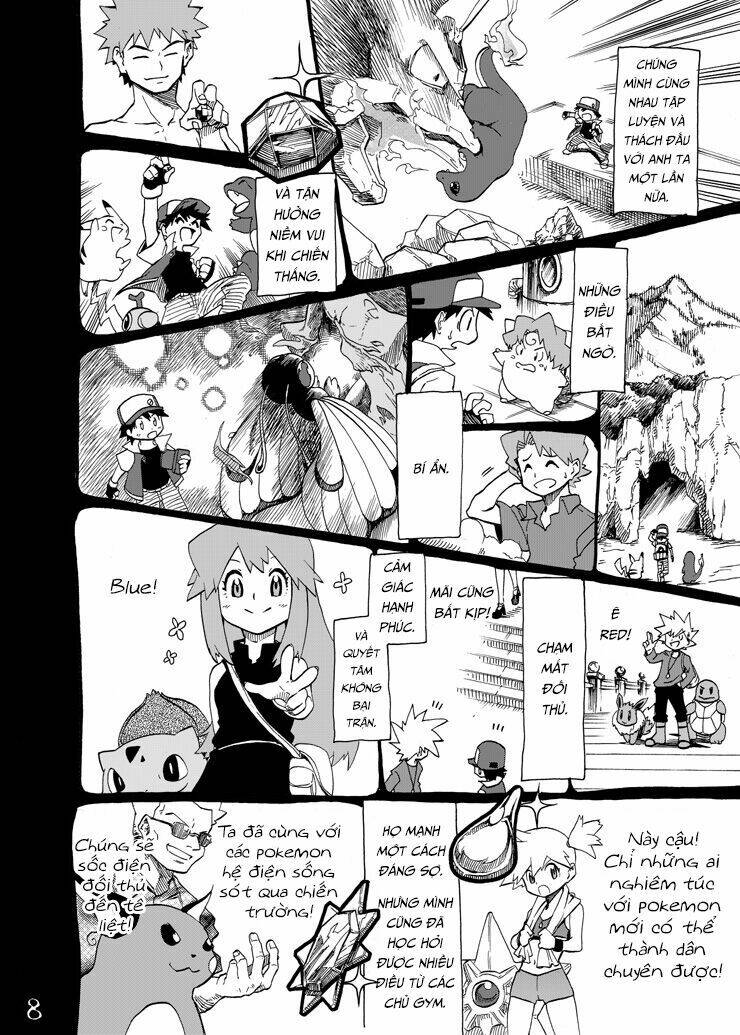 CHÚNG
MÌNH CÙNG
NHAU TẬP
LUYỆN VÀ
THÁCH ĐẤU
VỚI ANH TA
MỘT LẦN
NỮA.
VÀ TẬN
HƯỞNG
NIỀM VUI
KHI CHIẾN
THẮNG.
NHỮNG
ĐIỀU
BẤT
NGỜ.
BÍ ẨN.
Ê
RED!
CHẠM
MẶT
ĐỐI
THỦ.
MÃI CŨNG
BẮT KỊP!
CẢM
GIÁC
HẠNH
PHÚC.
VÀ
QUYẾT
TÂM
KHÔNG
BẠI
TRẬN.
Blue!
Này cậu!
Chỉ những ai
nghiêm túc
với pokemon
mới có thể
thành dân
chuyên được!
HỌ MẠNH
MỘT CÁCH
ĐÁNG SỢ.
NHƯNG MÌNH
CŨNG ĐÃ
HỌC HỎI
ĐƯỢC NHIỀU
ĐIỀU TỪ CÁC
CHỦ GYM.
Ta đã cùng với
các pokemon
hệ điện sống
sót qua chiến
trường!
Chúng sẽ
sốc điện
đối thủ
đến tê
liệt!
8